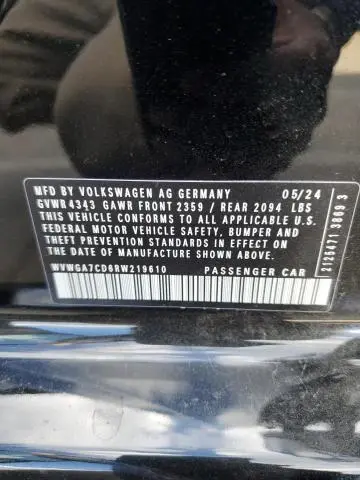 MFD BY VOLKSWAGEN AG GERMANY 05/24
GVWR 4343 GAWR FRONT 2359 / REAR 2094 LBS
THIS VEHICLE CONFORMS TO ALL APPLICABLE U.S.
FEDERAL MOTOR VEHICLE SAFETY, BUMPER AND
THEFT PREVENTION STANDARDS IN EFFECT ON
THE DATE OF MANUFACTURE SHOWN ABOVE.
WVWGA7CD6RW219610 PASSENGER CAR
2125471 3869 3